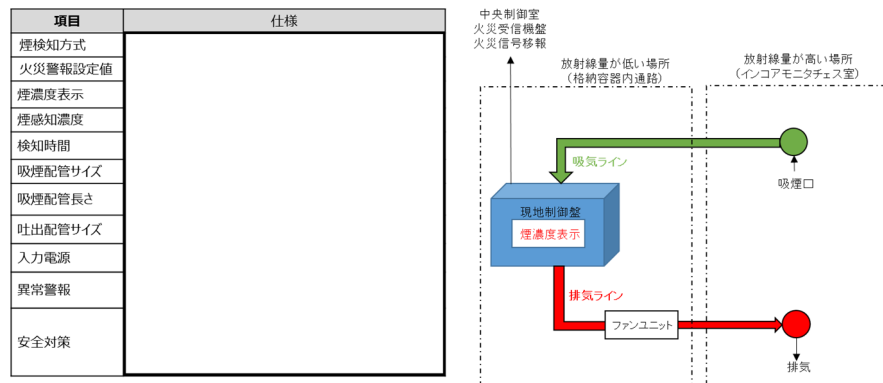 項目 仕様
煙検知方式
火災警報設定値
煙濃度表示
煙感知濃度
検知時間
吸煙配管サイズ
吸煙配管長さ
吐出配管サイズ
入力電源
異常警報
安全対策
中央制御室
火災受信機盤
火災信号移報
放射線量が低い場所
(格納容器内通路)
放射線量が高い場所
(インコアモニタチェス室)
吸気ライン
吸煙口
現地制御盤
煙濃度表示
排気ライン
ファンユニット
排気